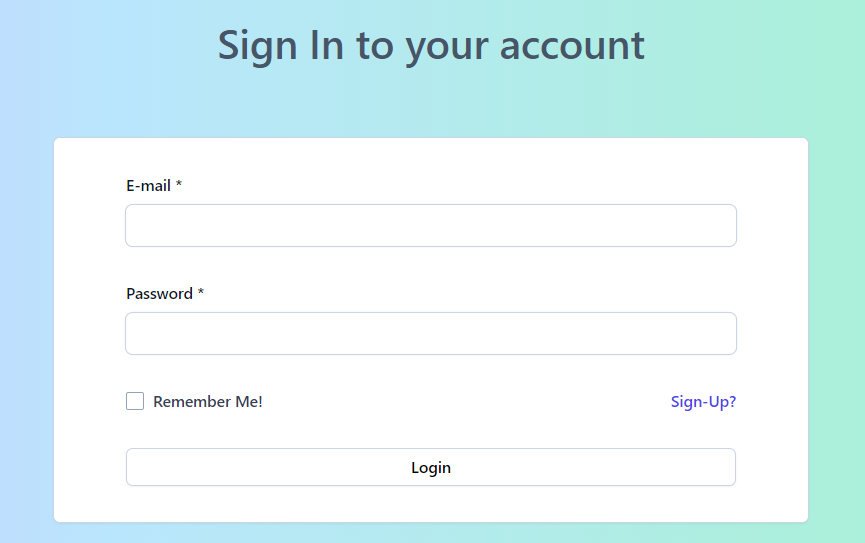 Sign In to your account
E-mail *
Password *
Remember Me!
Sign-Up?
Login